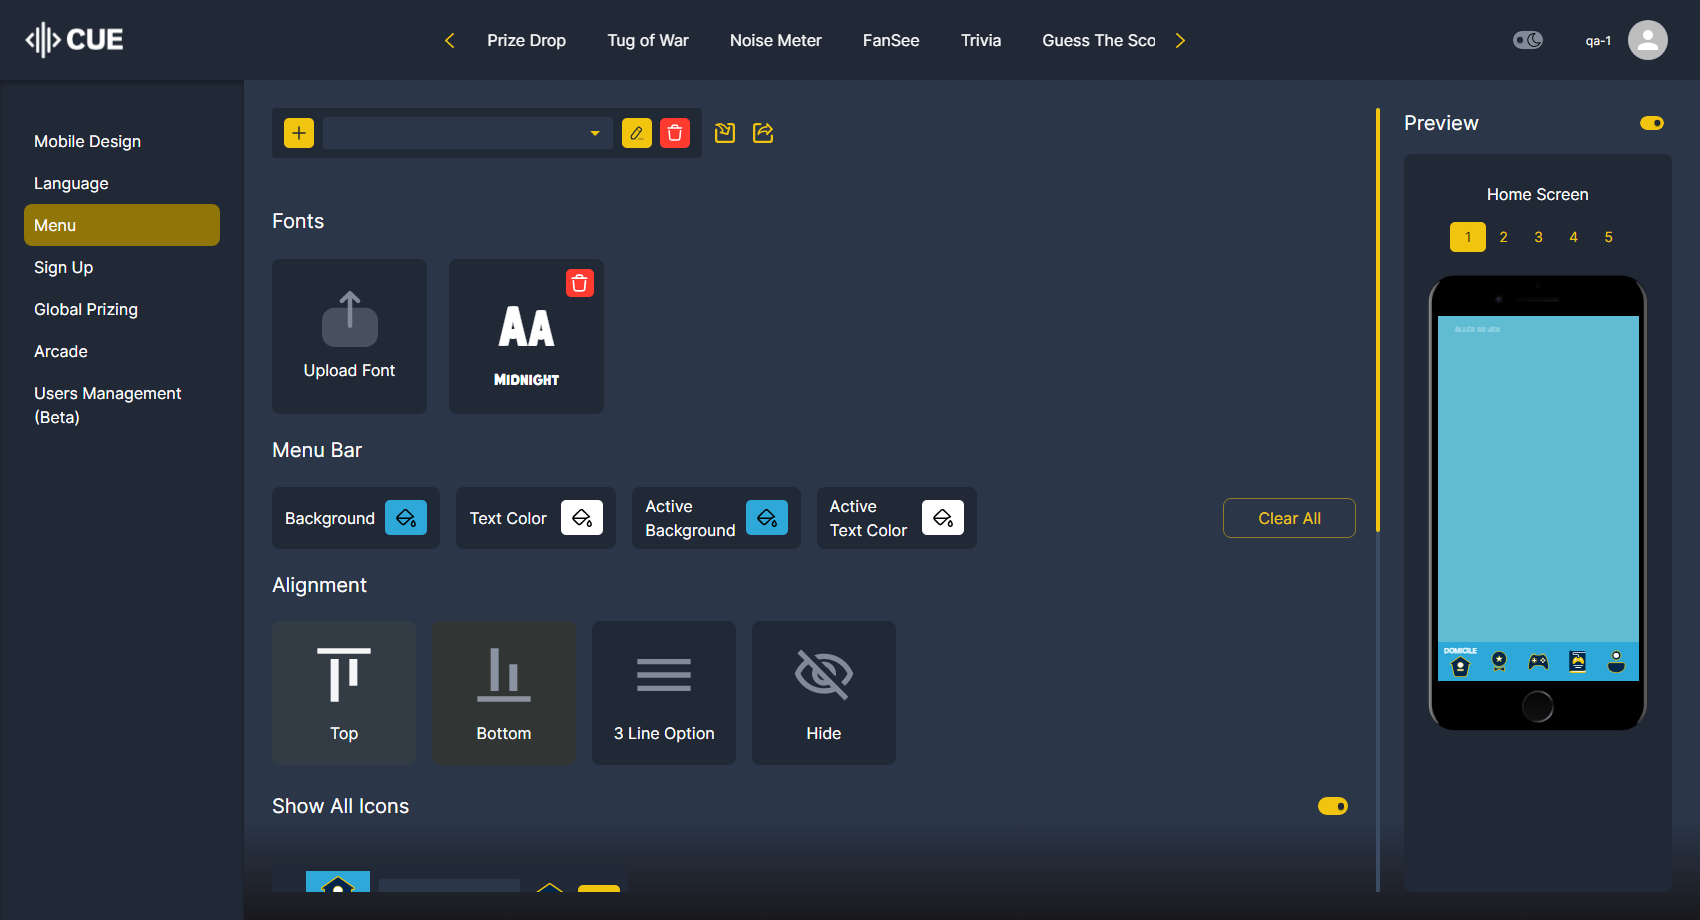 CUE
Prize Drop
Tug of War
Noise Meter
FanSee
Trivia
Guess The Sco
qa-1
Mobile Design
Language
Menu
Sign Up
Global Prizing
Arcade
Users Management
(Beta)
Fonts
Upload Font
AA
MIDNIGHT
Menu Bar
Background
Text Color
Active
Background
Active
Text Color
Clear All
Alignment
Top
Bottom
3 Line Option
Hide
Show All Icons
Preview
Home Screen
1 2 3 4 5
DOMICILE